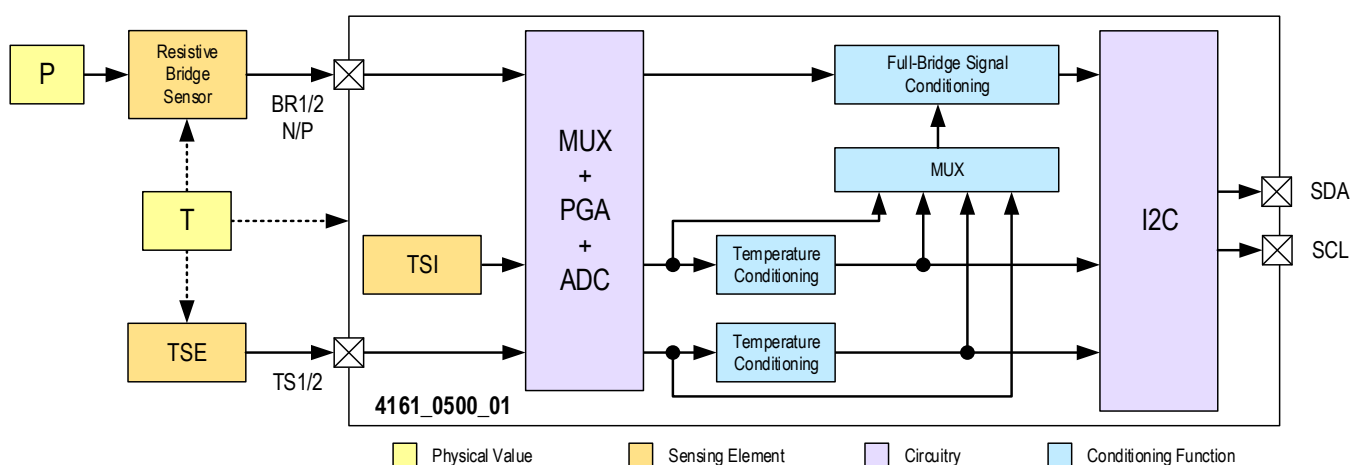 P
Resistive
Bridge
Sensor
BR1/2
N/P
T
TSE
TS1/2
TSI
MUX
+
PGA
+
ADC
Full-Bridge Signal
Conditioning
MUX
Temperature
Conditioning
Temperature
Conditioning
I2C
SDA
SCL
4161_0500_01
Physical Value
Sensing Element
Circuitry
Conditioning Function